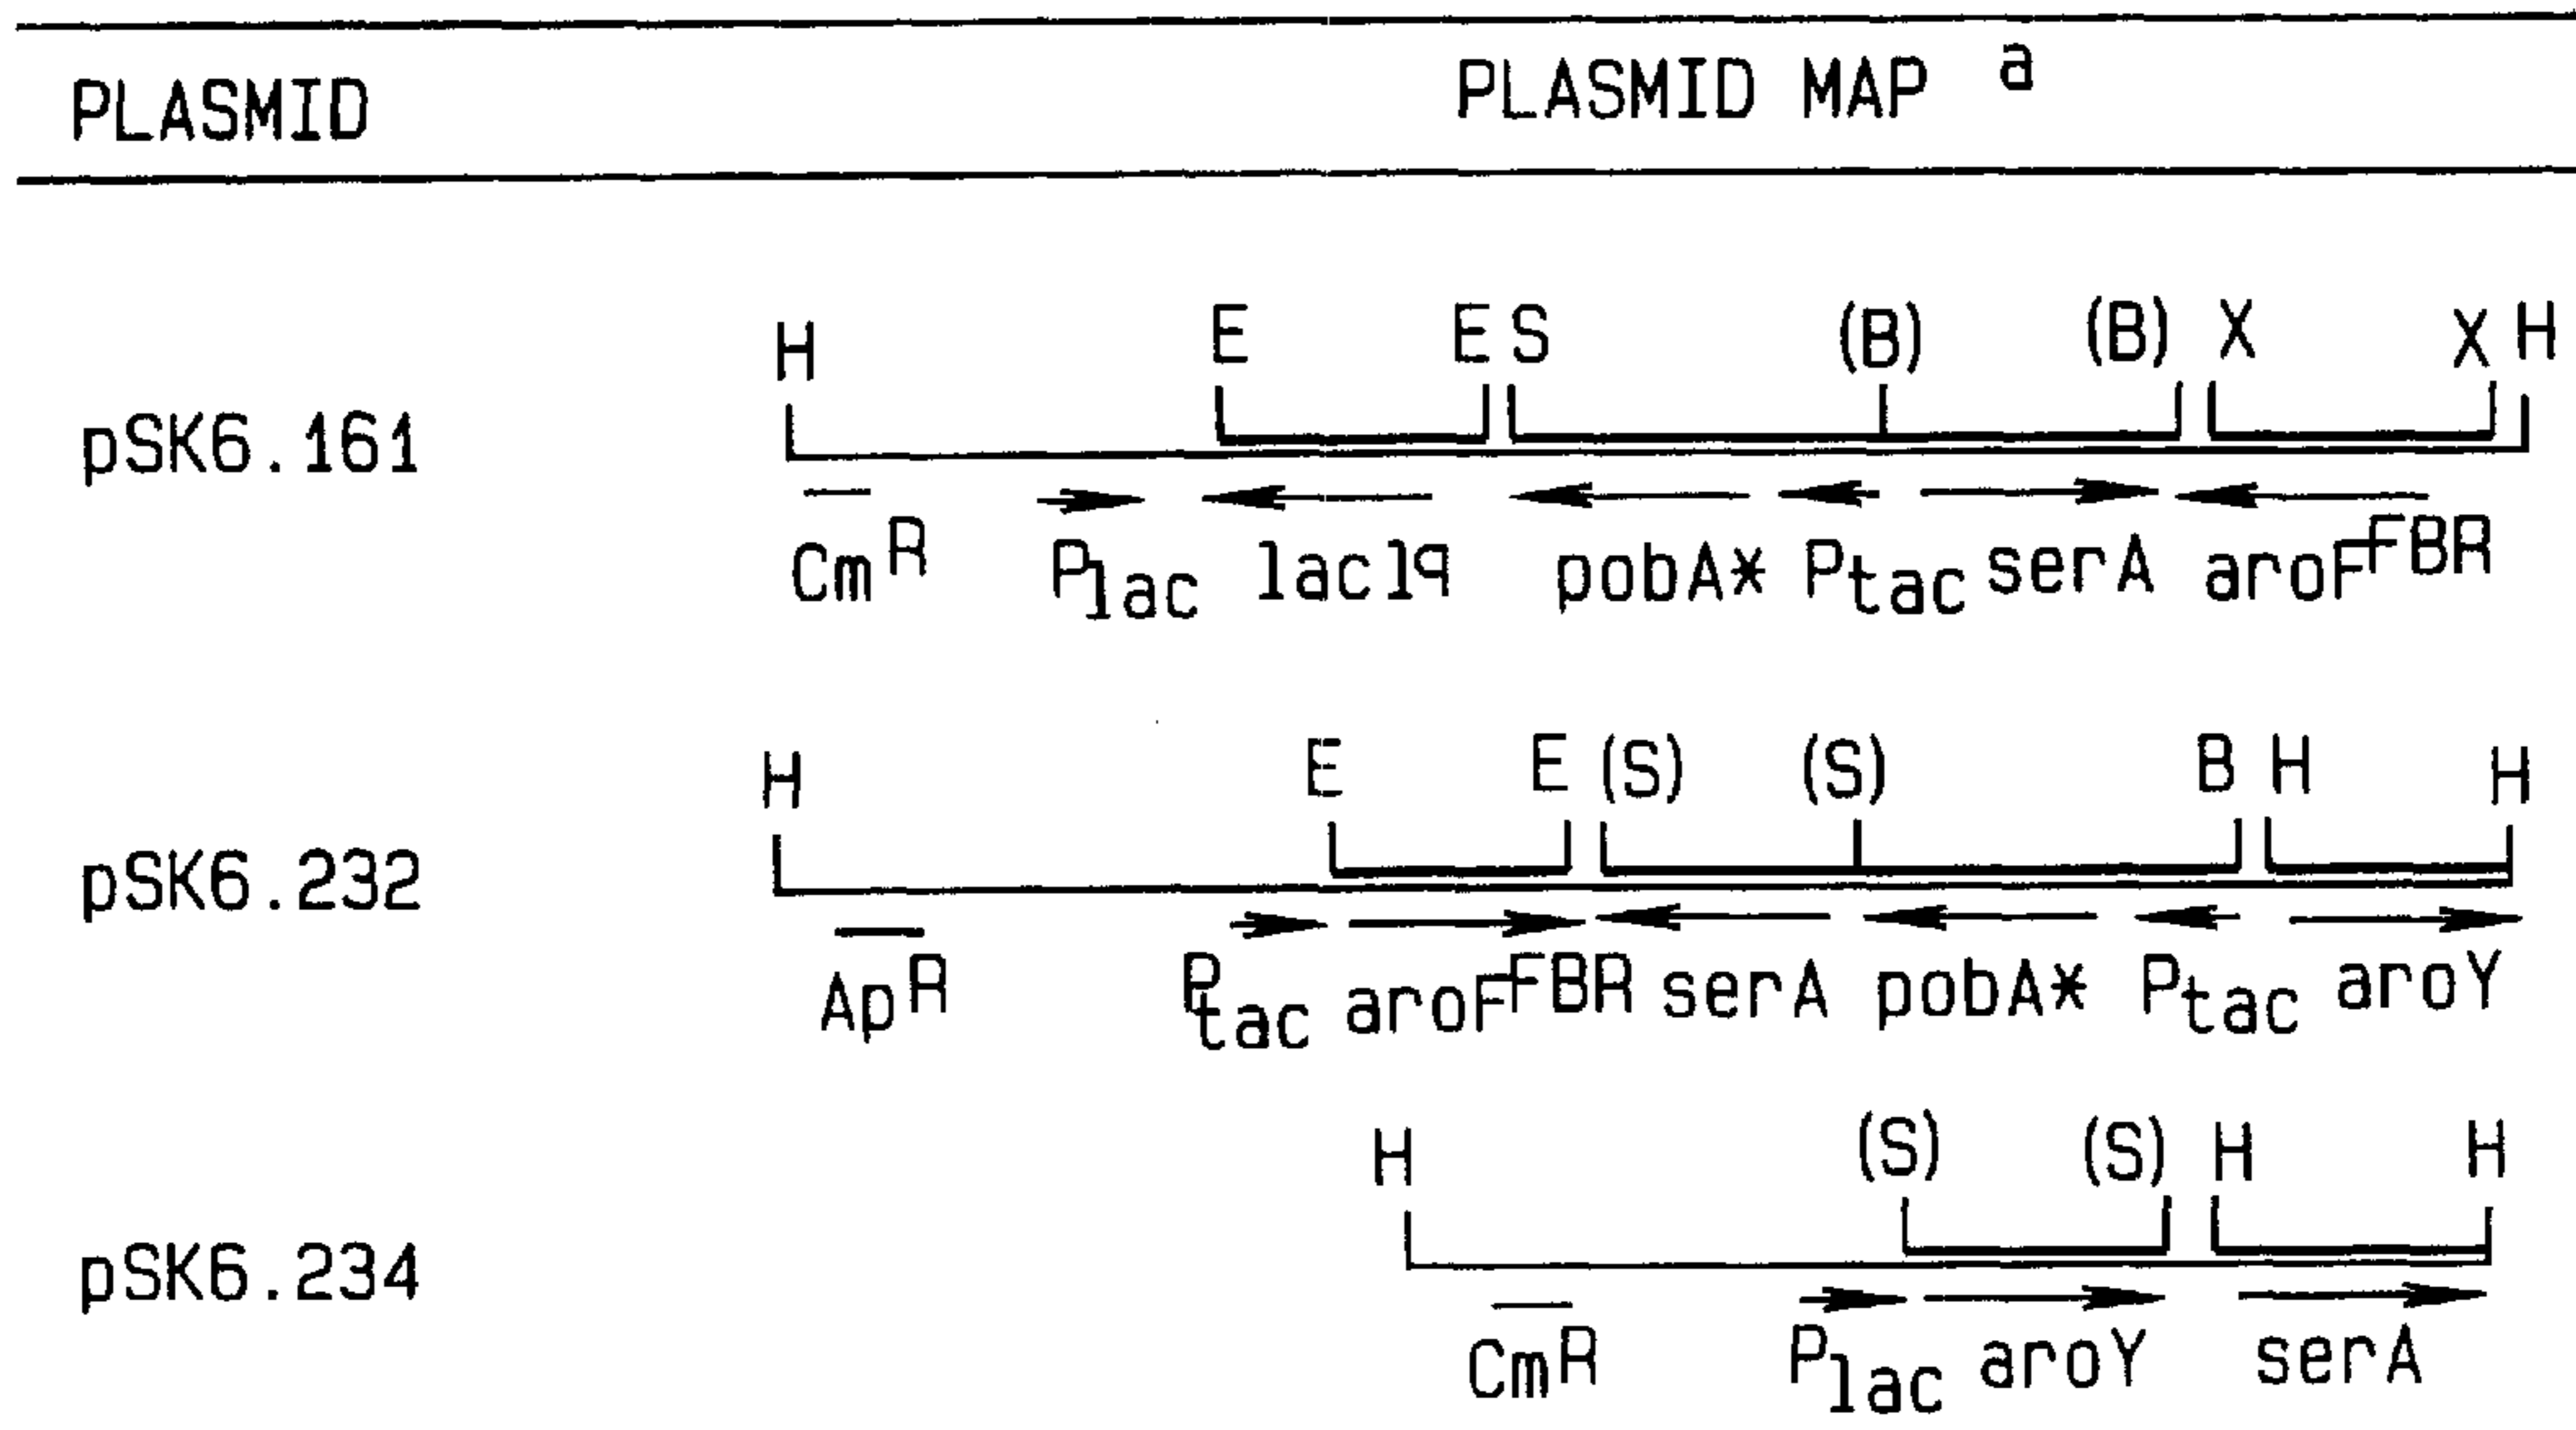 PLASMID PLASMID MAP a
H E E S (B) (B) X X H
pSK6.161
CmR Plac lac1q pobA* Ptac serA aroFFBR
H E E (S) (S) B H H
pSK6.232
ApR Ptac aroFFBR serA pobA* Ptac aroY
H (S) (S) H H
pSK6.234
CmR Plac aroY serA